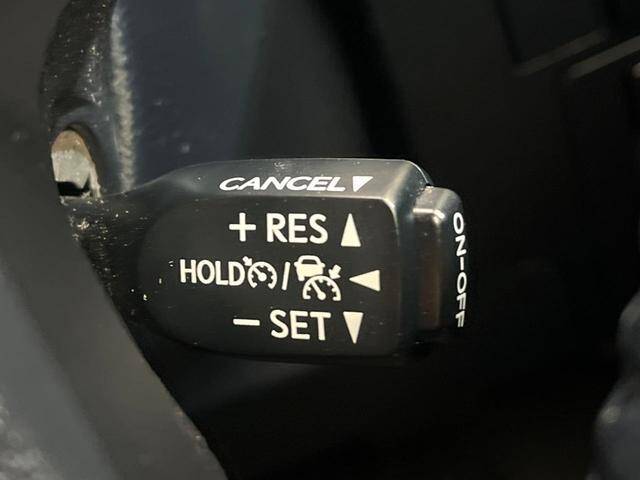 CANCEL▼
+RES▲
HOLD / ◀
−SET▼
ON-OFF